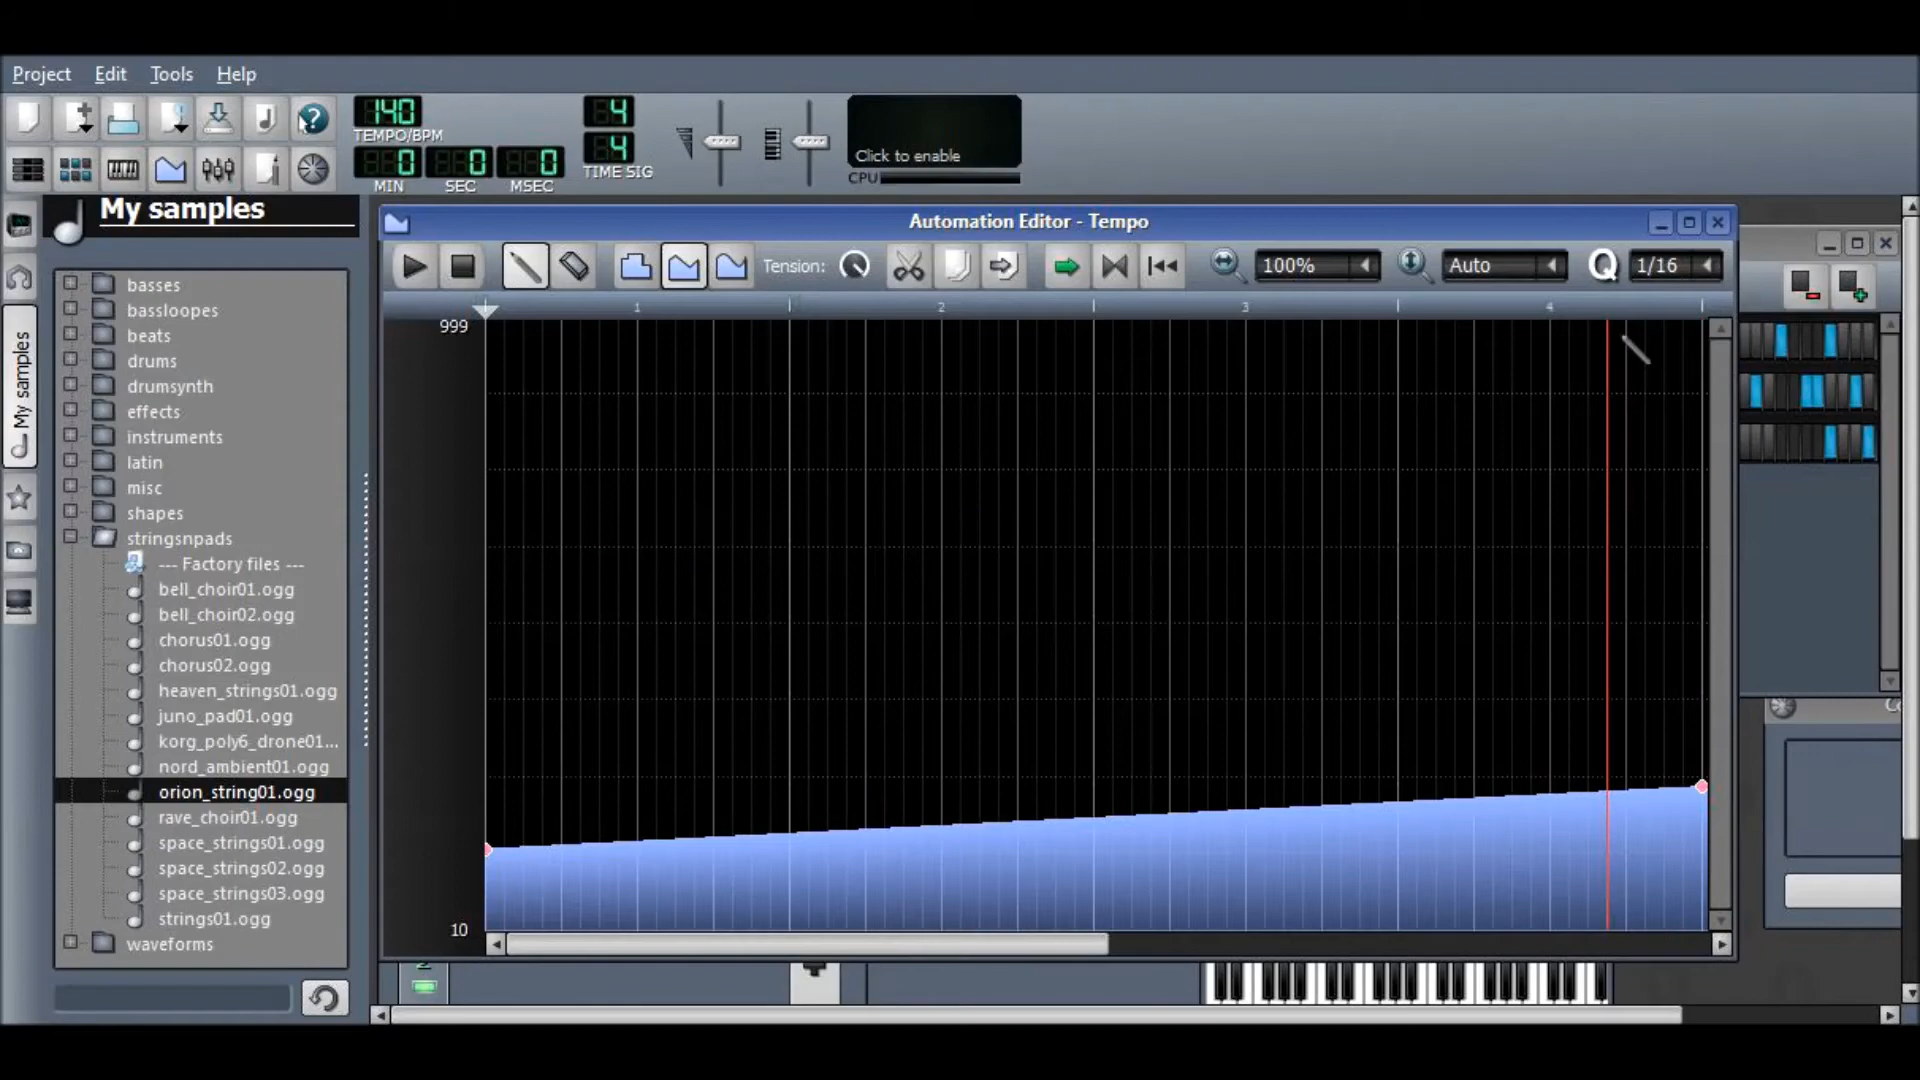 Project Edit Tools Help
140
TEMPO/BPM
0 0 0
MIN SEC MSEC
4
4
TIME SIG
Click to enable
CPU
My samples
My samples
basses
bassloopes
beats
drums
drumsynth
effects
instruments
latin
misc
shapes
stringsnpads
--- Factory files ---
bell_choir01.ogg
bell_choir02.ogg
chorus01.ogg
chorus02.ogg
heaven_strings01.ogg
juno_pad01.ogg
korg_poly6_drone01...
nord_ambient01.ogg
orion_string01.ogg
rave_choir01.ogg
space_strings01.ogg
space_strings02.ogg
space_strings03.ogg
strings01.ogg
waveforms
Automation Editor - Tempo
Tension: 100% Auto Q 1/16
1 2 3 4
999
10